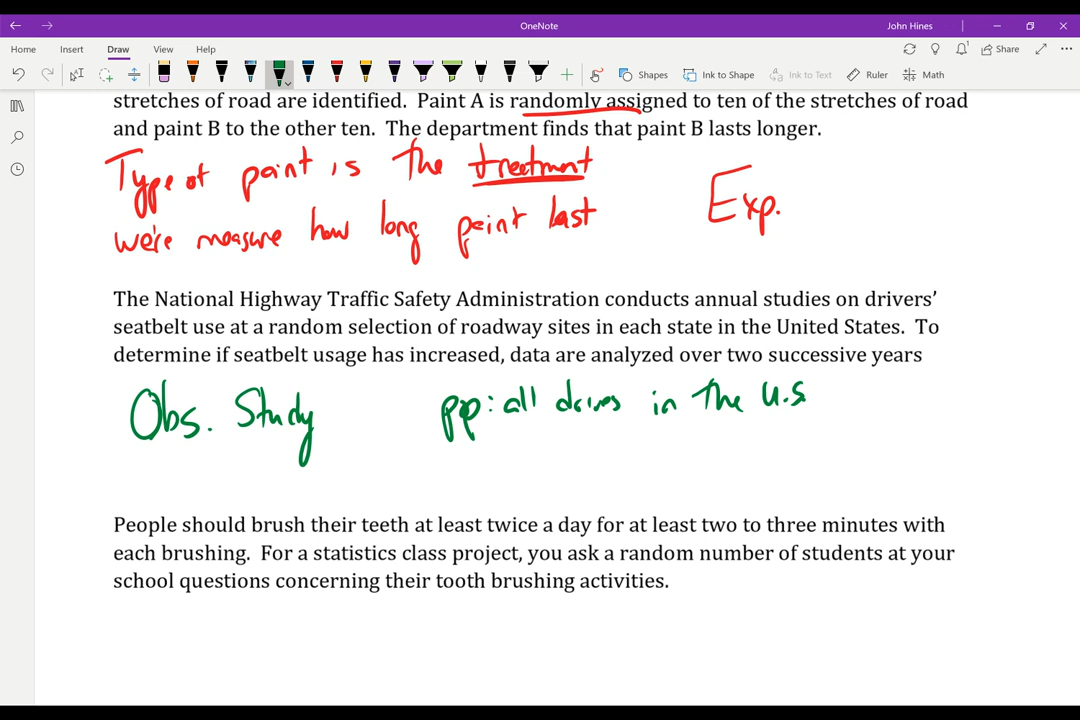 OneNote
John Hines
Home Insert Draw View Help
Share
Shapes Ink to Shape Ink to Text Ruler Math
stretches of road are identified. Paint A is randomly assigned to ten of the stretches of road
and paint B to the other ten. The department finds that paint B lasts longer.
Type of paint is the treatment
we're measure how long paint last
Exp.
The National Highway Traffic Safety Administration conducts annual studies on drivers’
seatbelt use at a random selection of roadway sites in each state in the United States. To
determine if seatbelt usage has increased, data are analyzed over two successive years
Obs. Study pop: all drives in the U.S
People should brush their teeth at least twice a day for at least two to three minutes with
each brushing. For a statistics class project, you ask a random number of students at your
school questions concerning their tooth brushing activities.